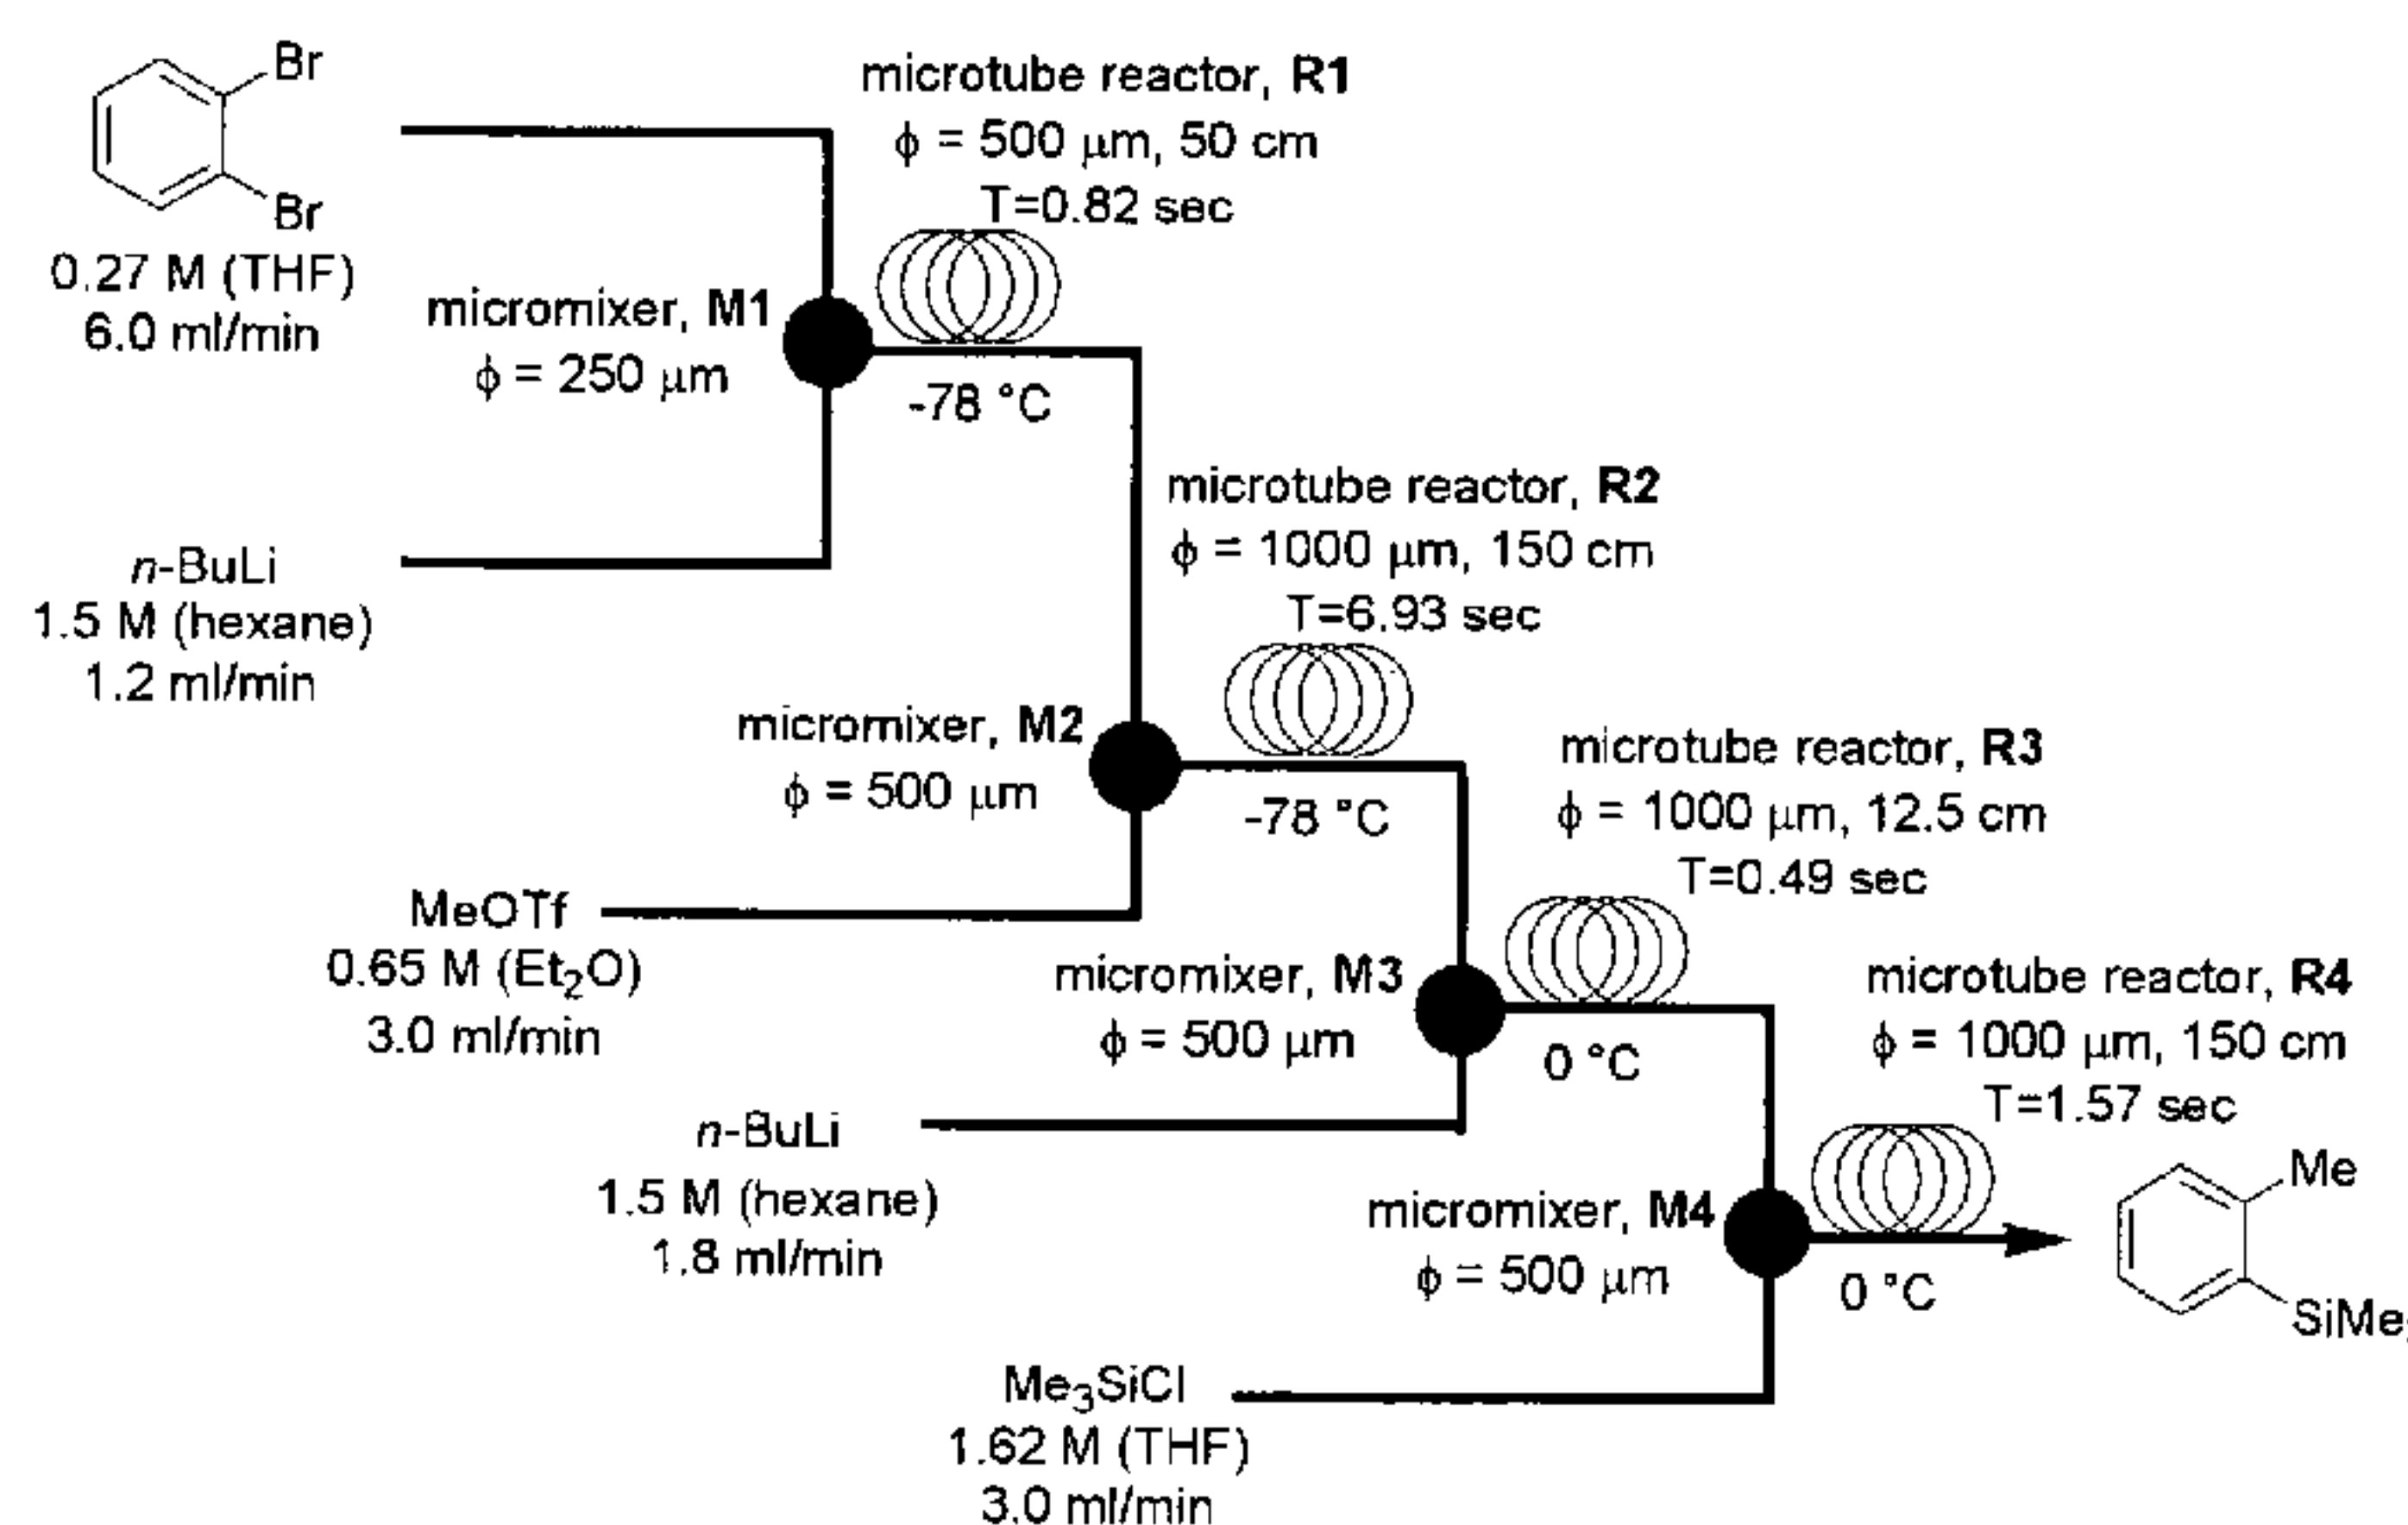 Br
Br
0.27 M (THF)
6.0 ml/min
microtube reactor, R1
ϕ = 500 μm, 50 cm
T=0.82 sec
micromixer, M1
ϕ = 250 μm
-78 °C
n-BuLi
1.5 M (hexane)
1.2 ml/min
microtube reactor, R2
ϕ = 1000 μm, 150 cm
T=6.93 sec
micromixer, M2
ϕ = 500 μm
-78 °C
MeOTf
0.65 M (Et₂O)
3.0 ml/min
microtube reactor, R3
ϕ = 1000 μm, 12.5 cm
T=0.49 sec
micromixer, M3
ϕ = 500 μm
0 °C
n-BuLi
1.5 M (hexane)
1.8 ml/min
microtube reactor, R4
ϕ = 1000 μm, 150 cm
T=1.57 sec
micromixer, M4
ϕ = 500 μm
0 °C
Me₃SiCl
1.62 M (THF)
3.0 ml/min
Me
SiMe